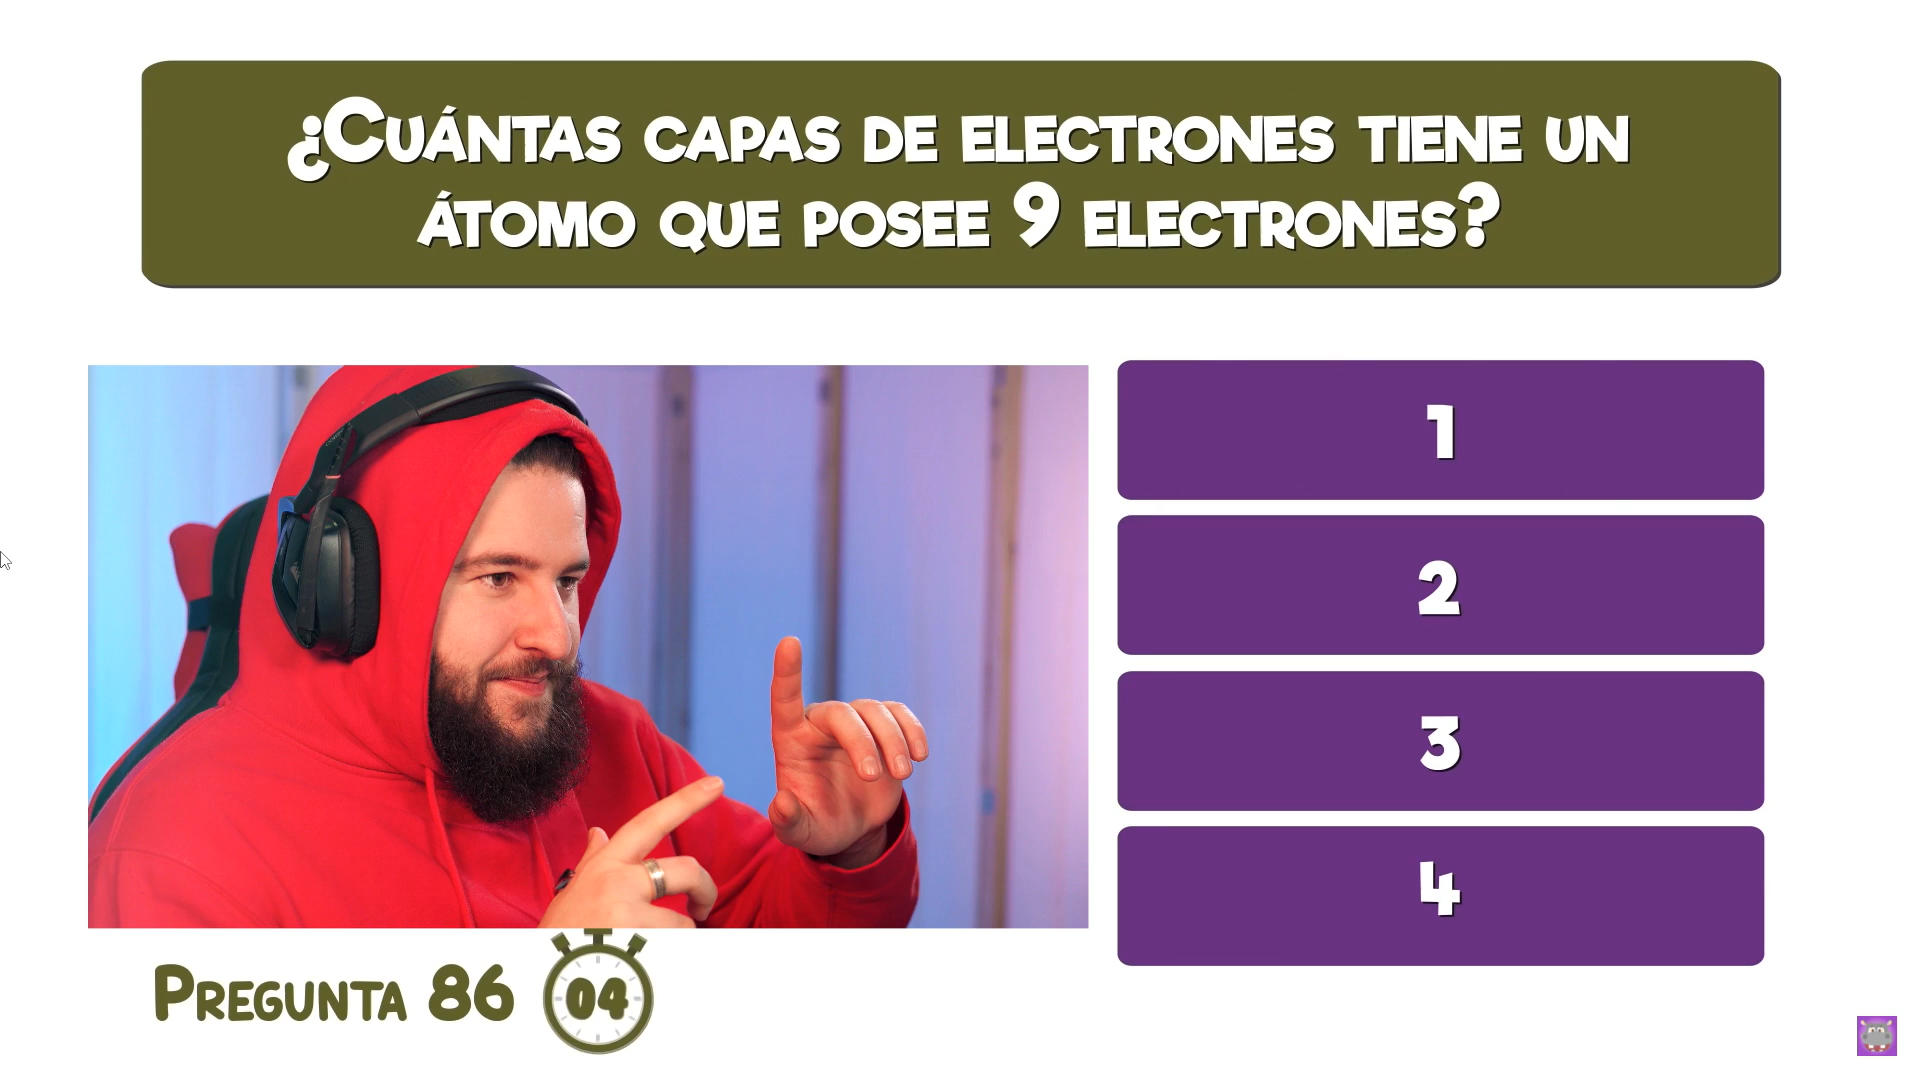 ¿Cuántas capas de electrones tiene un
átomo que posee 9 electrones?
1
2
3
4
Pregunta 86
04